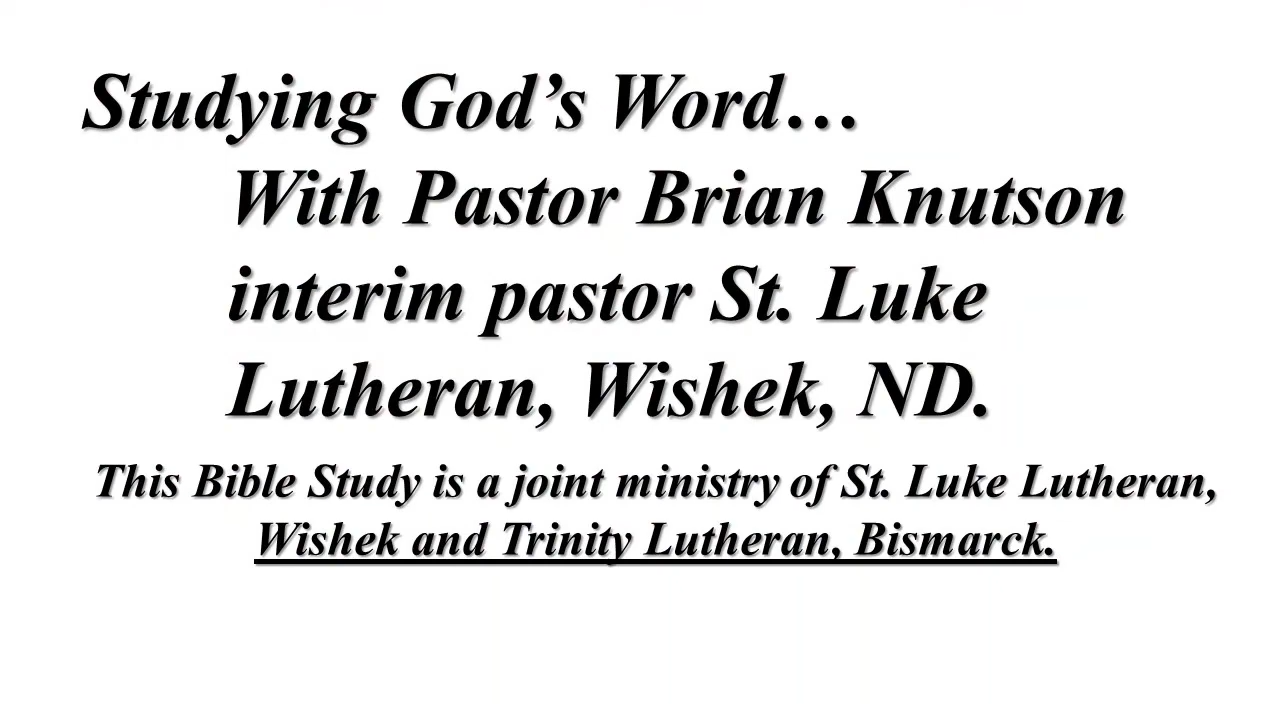 Studying God’s Word…
With Pastor Brian Knutson
interim pastor St. Luke
Lutheran, Wishek, ND.
This Bible Study is a joint ministry of St. Luke Lutheran,
Wishek and Trinity Lutheran, Bismarck.